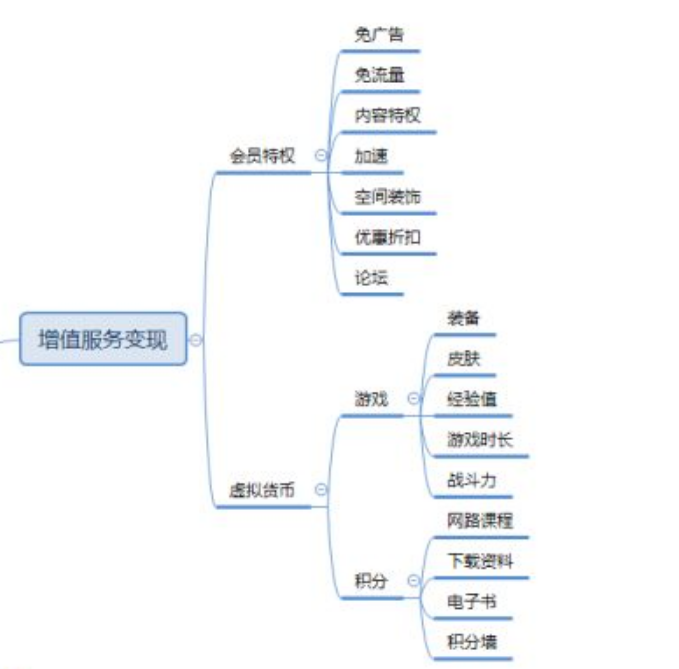 免广告
免流量
内容特权
会员特权
加速
空间装饰
优惠折扣
论坛
装备
增值服务变现
皮肤
游戏
经验值
游戏时长
战斗力
虚拟货币
网路课程
下载资料
积分
电子书
积分墙